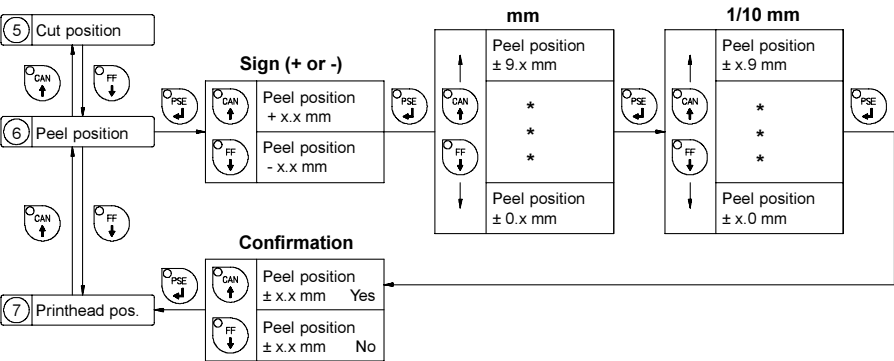 5 Cut position
CAN
FF
6 Peel position
CAN
FF
7 Printhead pos.
PSE
Sign (+ or -)
CAN
Peel position
+ x.x mm
FF
Peel position
- x.x mm
PSE
mm
Peel position
± 9.x mm
CAN
*
*
*
FF
Peel position
± 0.x mm
PSE
1/10 mm
Peel position
± x.9 mm
CAN
*
*
*
FF
Peel position
± x.0 mm
PSE
Confirmation
PSE
CAN
Peel position
± x.x mm Yes
FF
Peel position
± x.x mm No